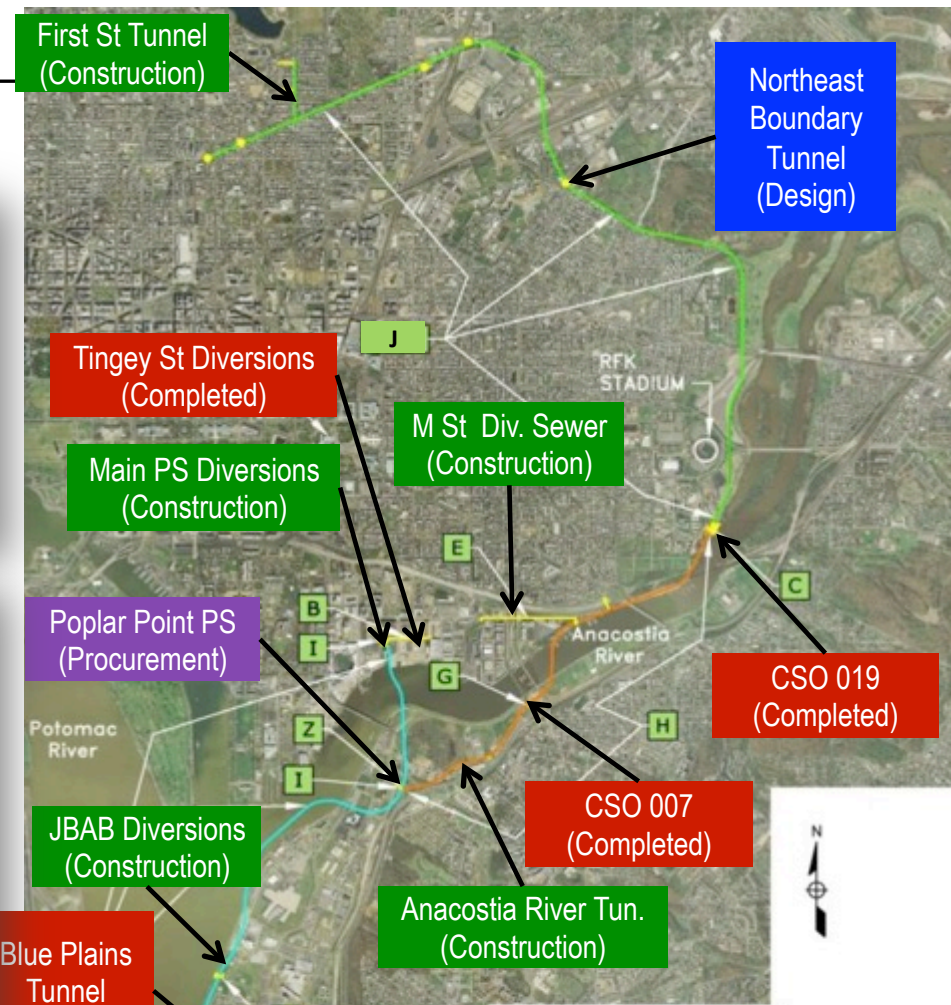 First St Tunnel
(Construction)
Northeast
Boundary
Tunnel
(Design)
J
Tingey St Diversions
(Completed)
RFK
STADIUM
M St Div. Sewer
(Construction)
Main PS Diversions
(Construction)
E
C
B
I
Anacostia
River
Poplar Point PS
(Procurement)
G
CSO 019
(Completed)
Z
H
Potomac
River
I
CSO 007
(Completed)
JBAB Diversions
(Construction)
N
Anacostia River Tun.
(Construction)
Blue Plains
Tunnel